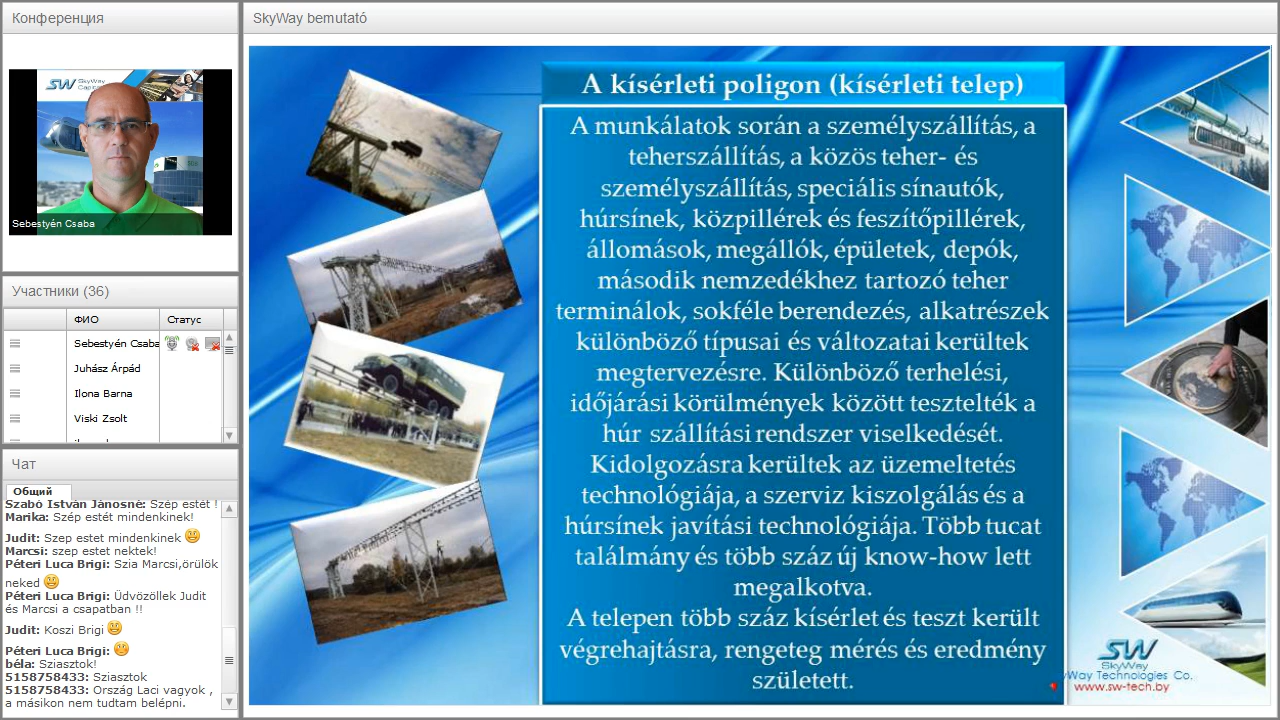 Конференция
SW SkyWay
Sebestyén Csaba
Участники (36)
ФИО Статус
Sebestyén Csaba
Juhász Árpád
Ilona Barna
Viski Zsolt
Чат
Общий
Szabó István Jánosné: Szép estét !
Marika: Szép estét mindenkinek!
Judit: Szep estet mindenkinek
Marcsi: szep estet nektek!
Péteri Luca Brigi: Szia Marcsi,örülök
neked
Péteri Luca Brigi: Üdvözöllek Judit
és Marcsi a csapatban !!
Judit: Koszi Brigi
Péteri Luca Brigi:
béla: Sziasztok!
5158758433: Sziasztok
5158758433: Ország Laci vagyok ,
a másikon nem tudtam belépni.
SkyWay bemutató
A kísérleti poligon (kísérleti telep)
A munkálatok során a személyszállítás, a
teherszállítás, a közös teher- és
személyszállítás, speciális sínautók,
húrsínek, közpillérek és feszítőpillérek,
állomások, megállók, épületek, depók,
második nemzedékhez tartozó teher
terminálok, sokféle berendezés, alkatrészek
különböző típusai és változatai kerültek
megtervezésre. Különböző terhelési,
időjárási körülmények között tesztelték a
húr szállítási rendszer viselkedését.
Kidolgozásra kerültek az üzemeltetés
technológiája, a szerviz kiszolgálás és a
húrsínek javítási technológiája. Több tucat
találmány és több száz új know-how lett
megalkotva.
A telepen több száz kísérlet és teszt került
végrehajtásra, rengeteg mérés és eredmény
született.
SW
SkyWay
Technologies Co.
www.sw-tech.by